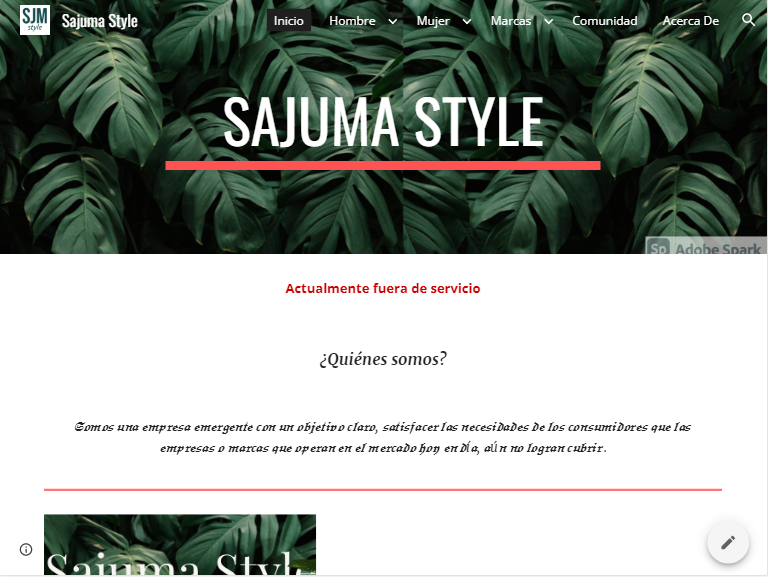 SJM
style
Sajuma Style
Inicio Hombre Mujer Marcas Comunidad Acerca De
SAJUMA STYLE
Sp Adobe Spark
Actualmente fuera de servicio
¿Quiénes somos?
Somos una empresa emergente con un objetivo claro, satisfacer las necesidades de los consumidores que las
empresas o marcas que operan en el mercado hoy en día, aún no logran cubrir.
Sajuma Style